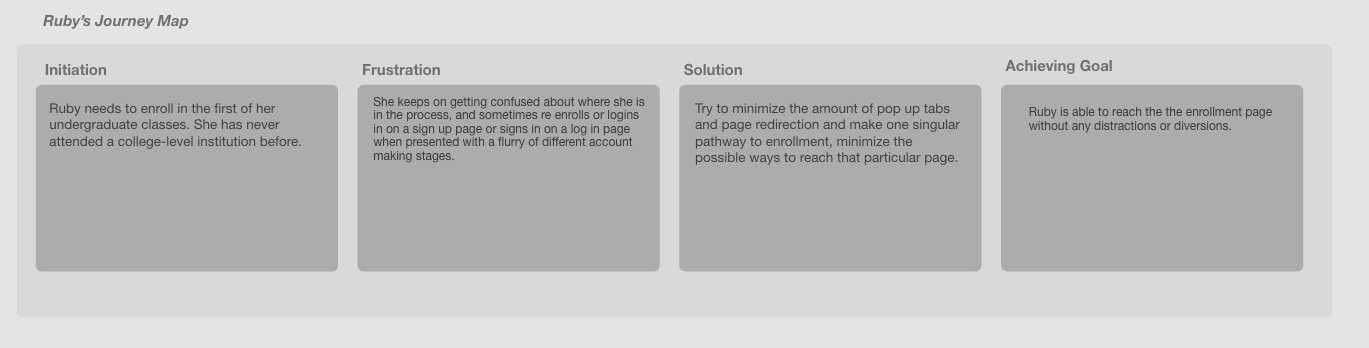 Ruby's Journey Map
Initiation
Ruby needs to enroll in the first of her
undergraduate classes. She has never
attended a college-level institution before.
Frustration
She keeps on getting confused about where she is
in the process, and sometimes re enrolls or logins
in on a sign up page or signs in on a log in page
when presented with a flurry of different account
making stages.
Solution
Try to minimize the amount of pop up tabs
and page redirection and make one singular
pathway to enrollment, minimize the
possible ways to reach that particular page.
Achieving Goal
Ruby is able to reach the the enrollment page
without any distractions or diversions.